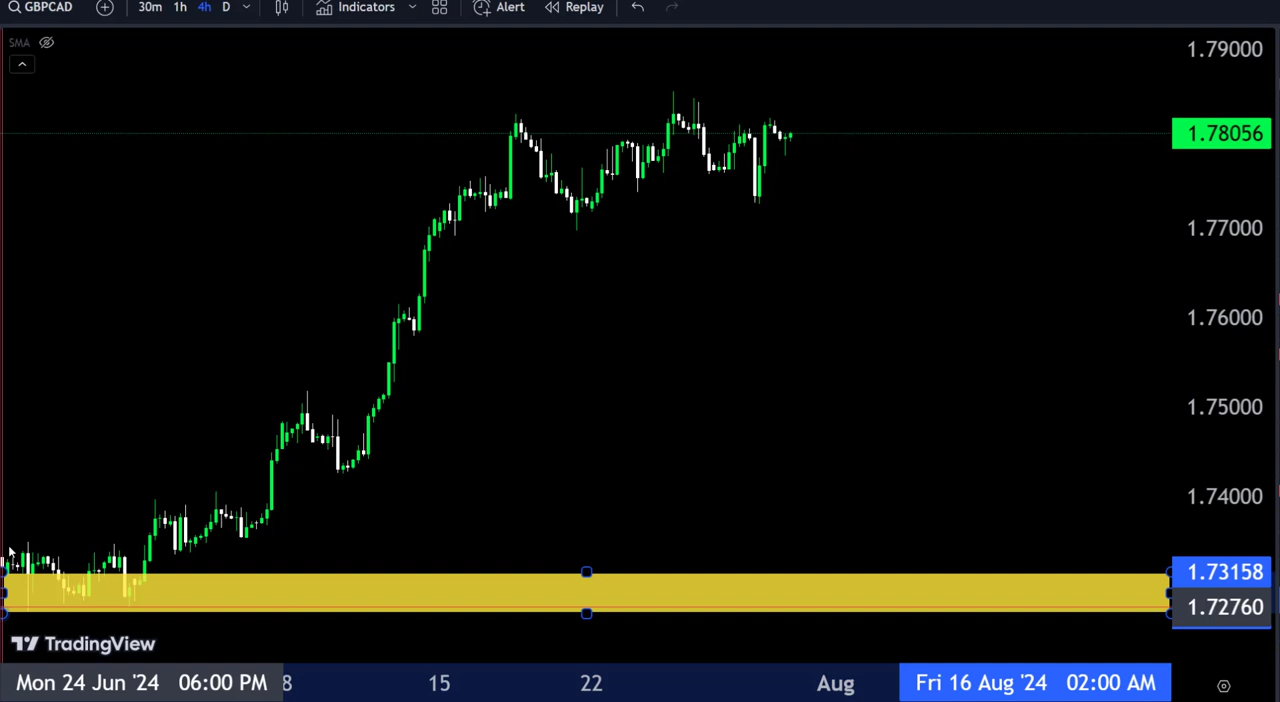 GBPCAD 30m 1h 4h D Indicators Alert Replay
SMA
1.79000
1.78056
1.77000
1.76000
1.75000
1.74000
1.73158
1.72760
TradingView
Mon 24 Jun '24 06:00 PM 8 15 22 Aug Fri 16 Aug '24 02:00 AM